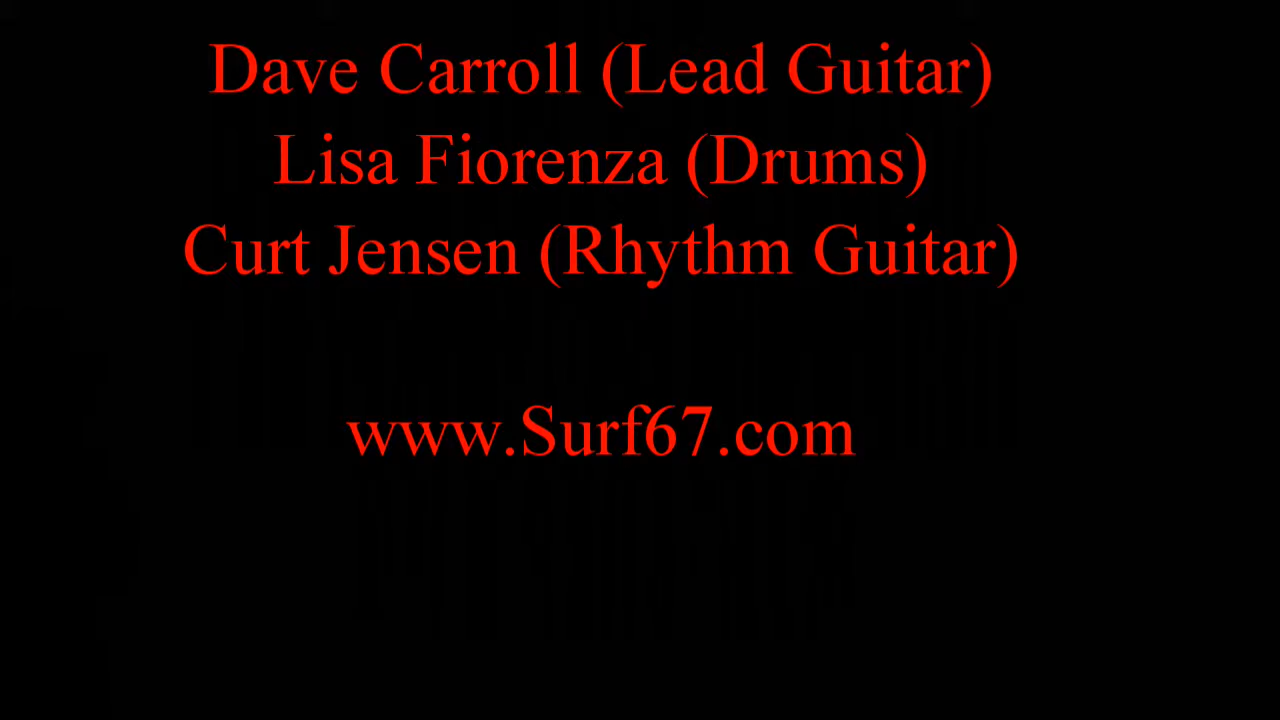 Dave Carroll (Lead Guitar)
Lisa Fiorenza (Drums)
Curt Jensen (Rhythm Guitar)
www.Surf67.com